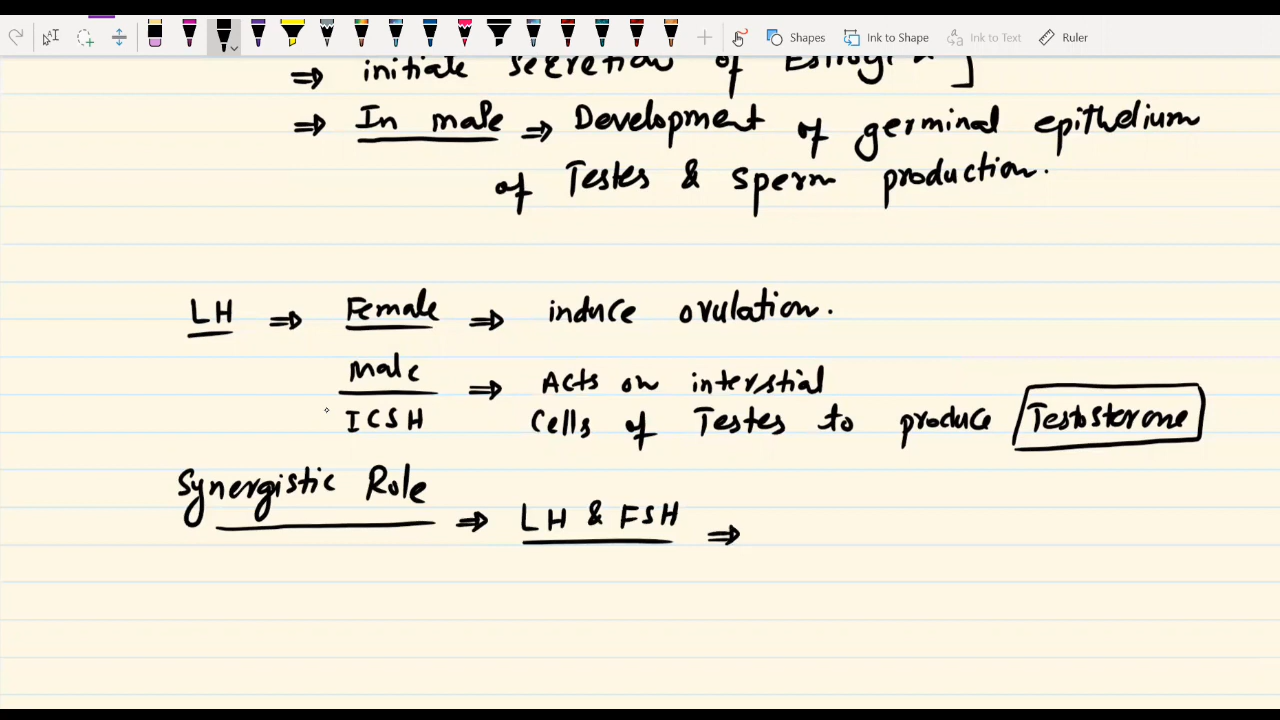 Shapes Ink to Shape Ink to Text Ruler
⇒ initiate secretion of Estrogen ]
⇒ In male ⇒ Development of germinal epithelium
of Testes & sperm production.
LH ⇒ Female ⇒ induce ovulation.
Male ⇒ Acts on interstial
ICSH Cells of Testes to produce Testosterone
Synergistic Role ⇒ LH & FSH ⇒